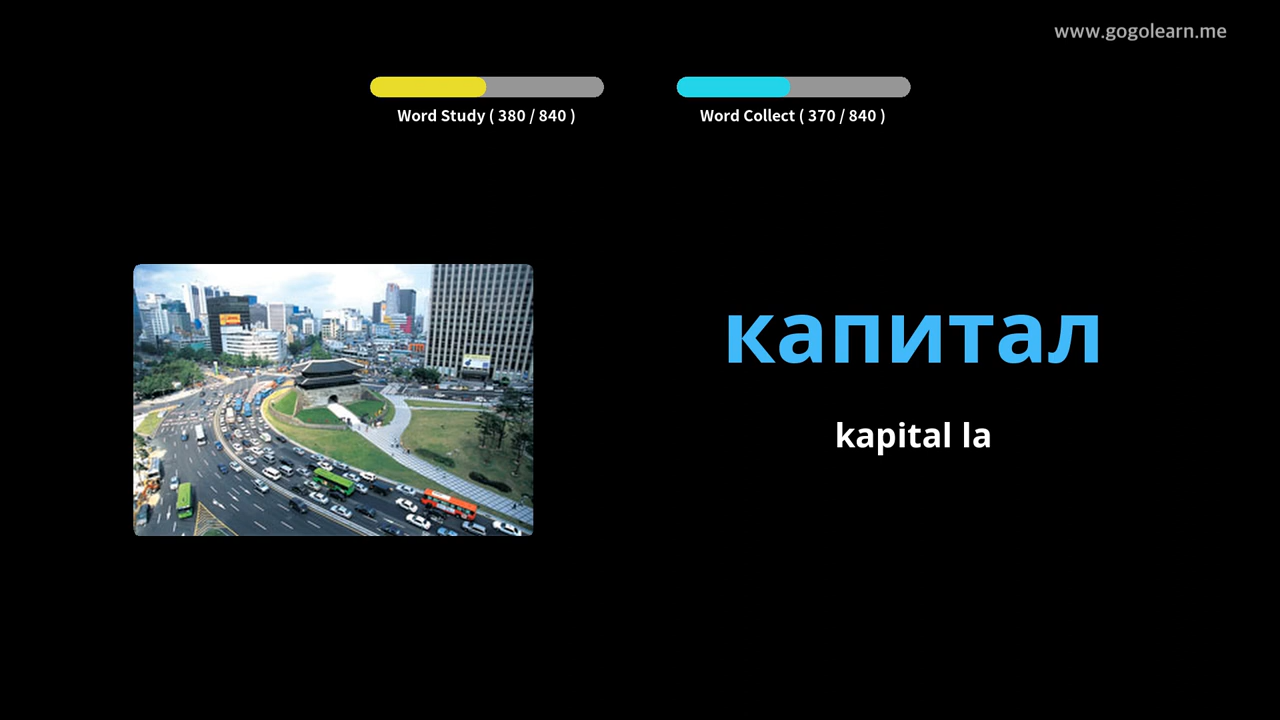 www.gogolearn.me
Word Study ( 380 / 840 )
Word Collect ( 370 / 840 )
капитал
kapital la